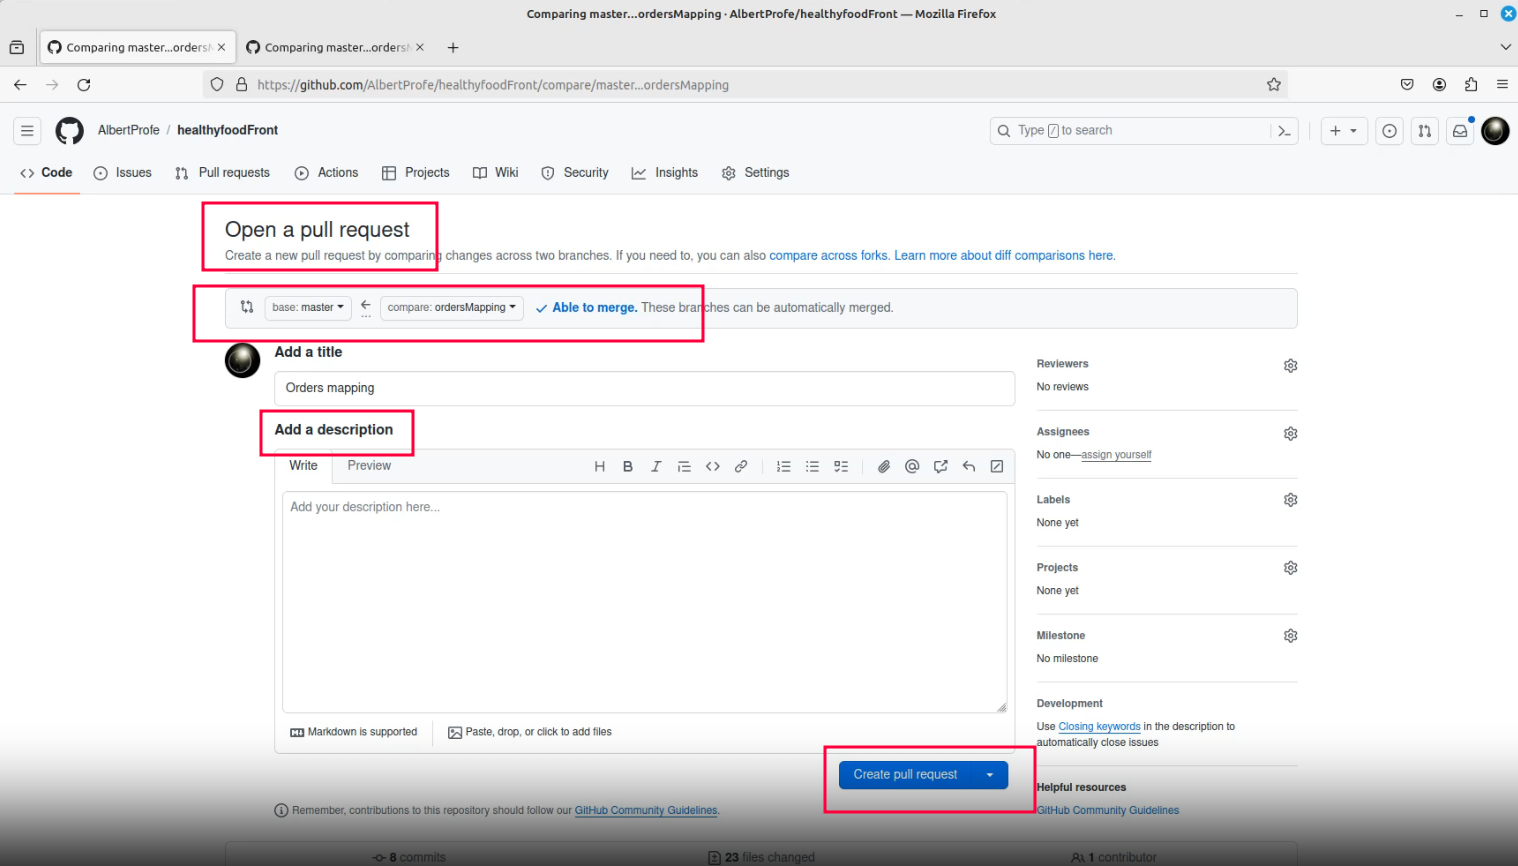 Comparing master...ordersMapping · AlbertProfe/healthyfoodFront — Mozilla Firefox
Comparing master...ordersM
Comparing master...ordersM
https://github.com/AlbertProfe/healthyfoodFront/compare/master...ordersMapping
AlbertProfe / healthyfoodFront
Type / to search
Code Issues Pull requests Actions Projects Wiki Security Insights Settings
Open a pull request
Create a new pull request by comparing changes across two branches. If you need to, you can also compare across forks. Learn more about diff comparisons here.
base: master
...
compare: ordersMapping
Able to merge. These branches can be automatically merged.
Add a title
Orders mapping
Add a description
Write Preview
Add your description here...
Markdown is supported
Paste, drop, or click to add files
Create pull request
Remember, contributions to this repository should follow our GitHub Community Guidelines.
Reviewers
No reviews
Assignees
No one—assign yourself
Labels
None yet
Projects
None yet
Milestone
No milestone
Development
Use Closing keywords in the description to
automatically close issues
Helpful resources
GitHub Community Guidelines
8 commits 23 files changed 1 contributor